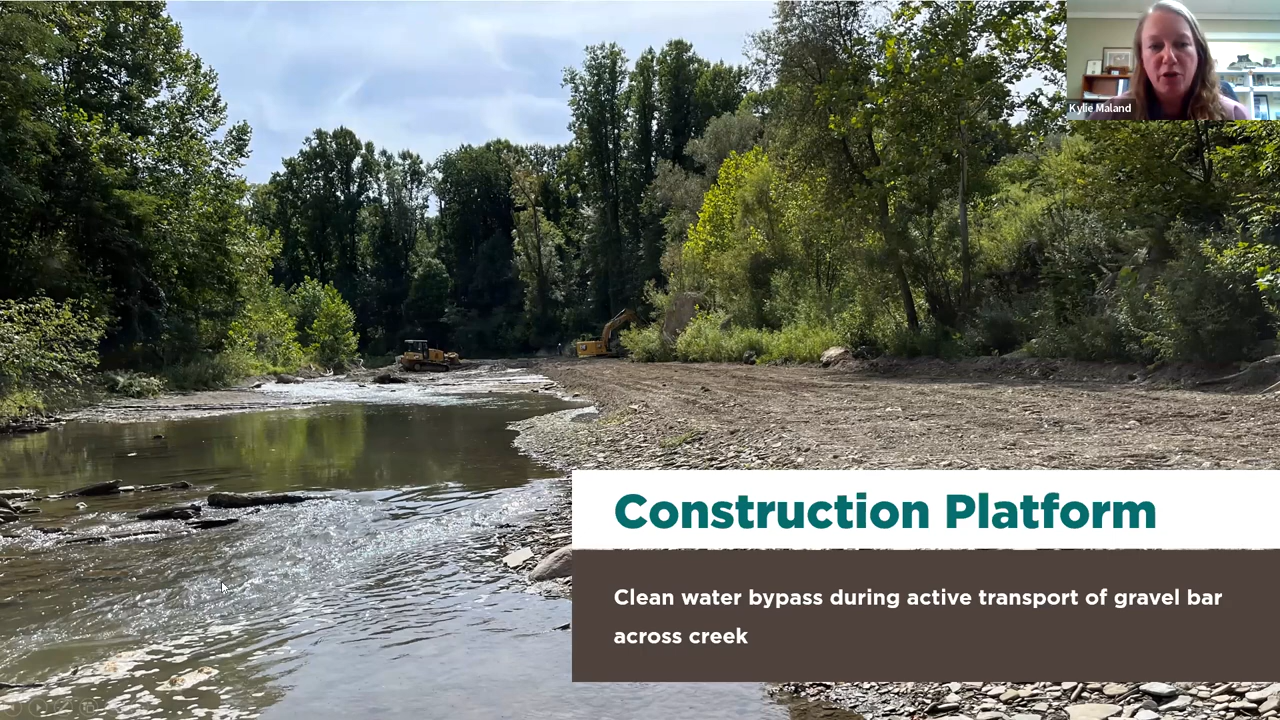 Kylie Maland
Construction Platform
Clean water bypass during active transport of gravel bar
across creek